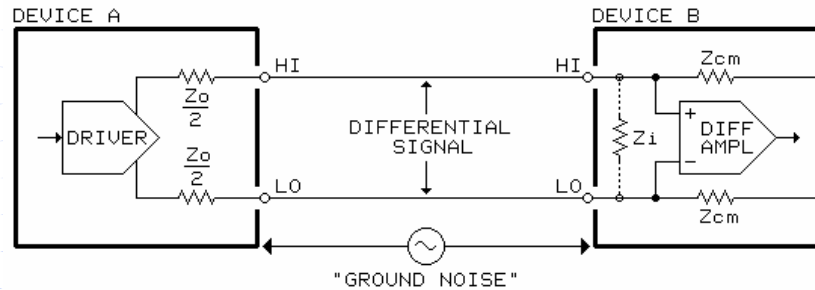 DEVICE A
DEVICE B
HI
HI
Zcm
Zo
2
DRIVER
DIFFERENTIAL
SIGNAL
Zi
+
DIFF
AMPL
−
Zo
2
LO
LO
Zcm
"GROUND NOISE"